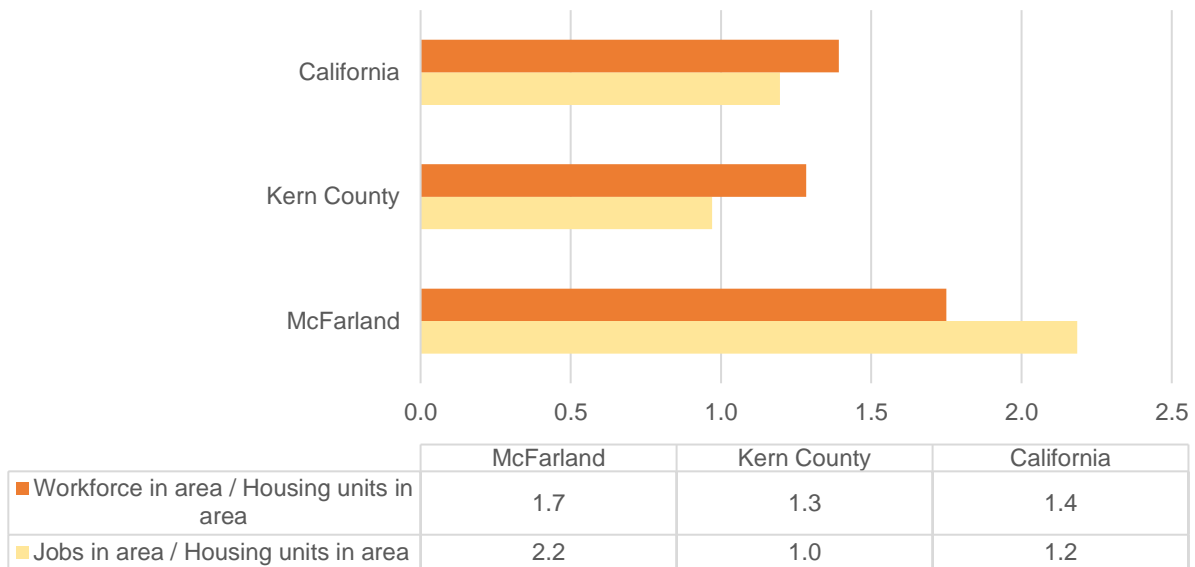 California
Kern County
McFarland
0.0 0.5 1.0 1.5 2.0 2.5
McFarland Kern County California
Workforce in area / Housing units in
area
1.7 1.3 1.4
Jobs in area / Housing units in area 2.2 1.0 1.2